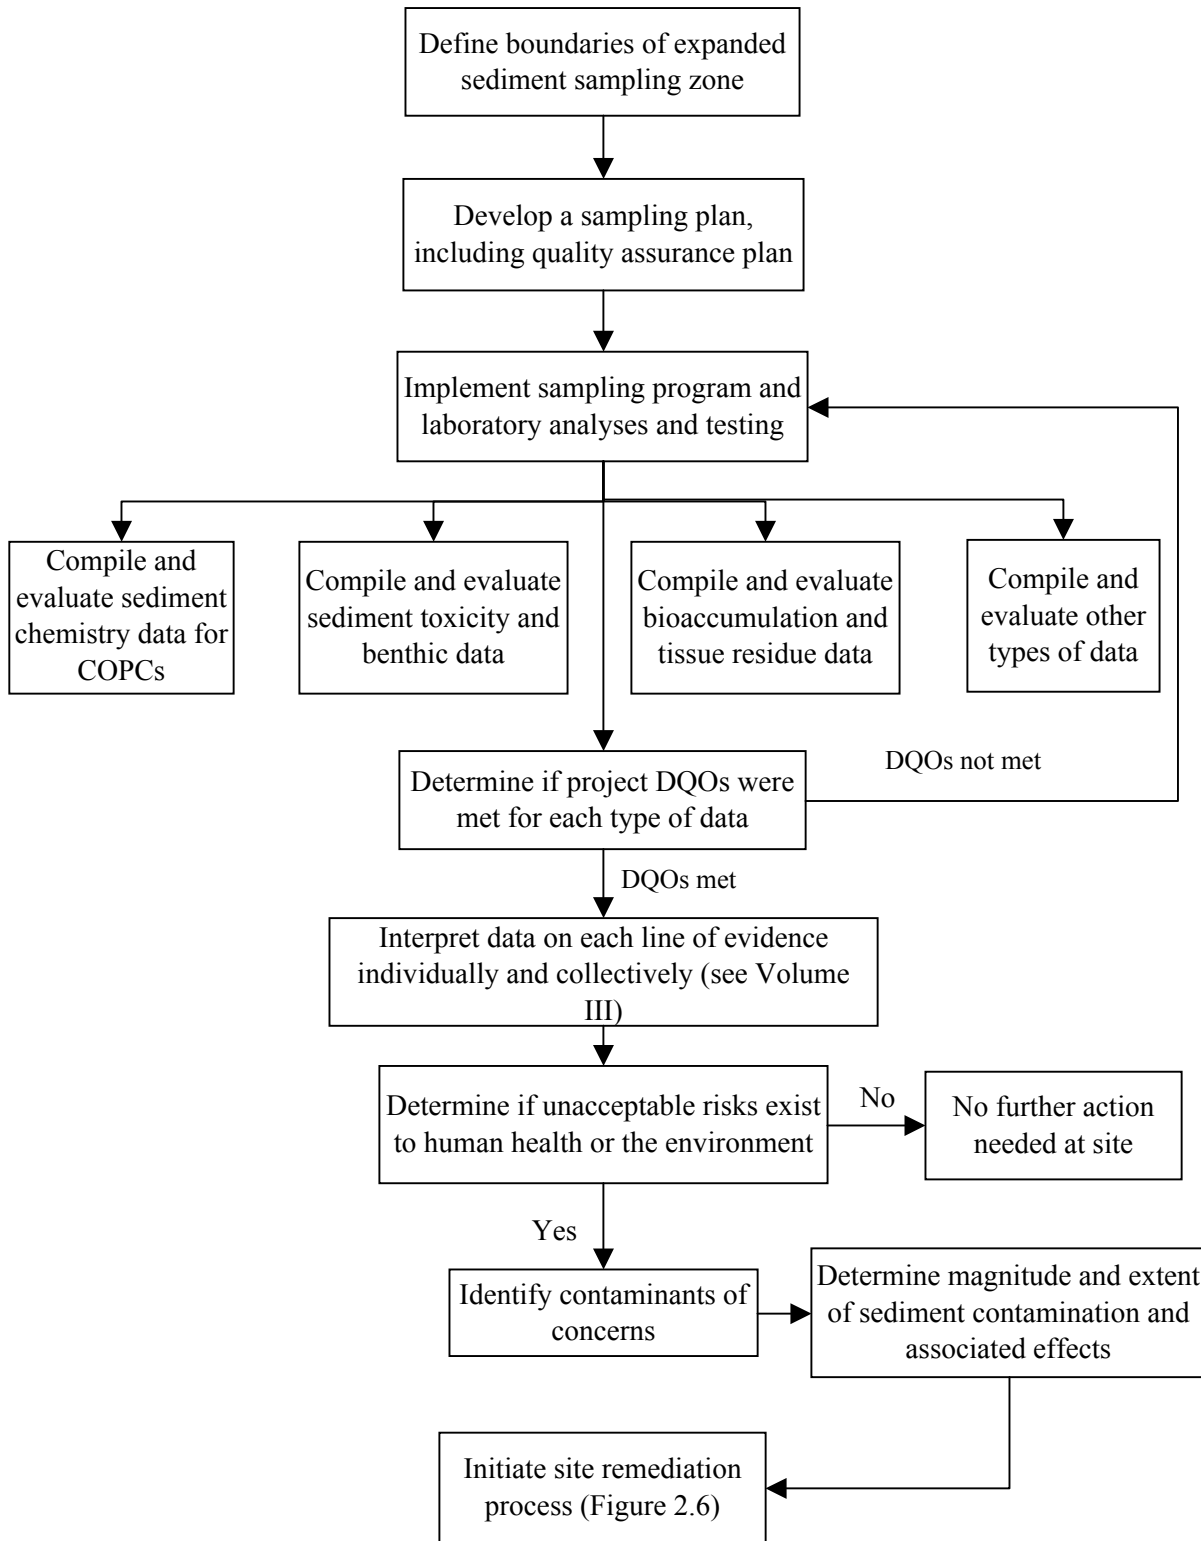 Define boundaries of expanded
sediment sampling zone
Develop a sampling plan,
including quality assurance plan
Implement sampling program and
laboratory analyses and testing
Compile and
evaluate sediment
chemistry data for
COPCs
Compile and evaluate
sediment toxicity and
benthic data
Compile and evaluate
bioaccumulation and
tissue residue data
Compile and
evaluate other
types of data
Determine if project DQOs were
met for each type of data
DQOs not met
DQOs met
Interpret data on each line of evidence
individually and collectively (see Volume
III)
Determine if unacceptable risks exist
to human health or the environment
No
No further action
needed at site
Yes
Identify contaminants of
concerns
Determine magnitude and extent
of sediment contamination and
associated effects
Initiate site remediation
process (Figure 2.6)